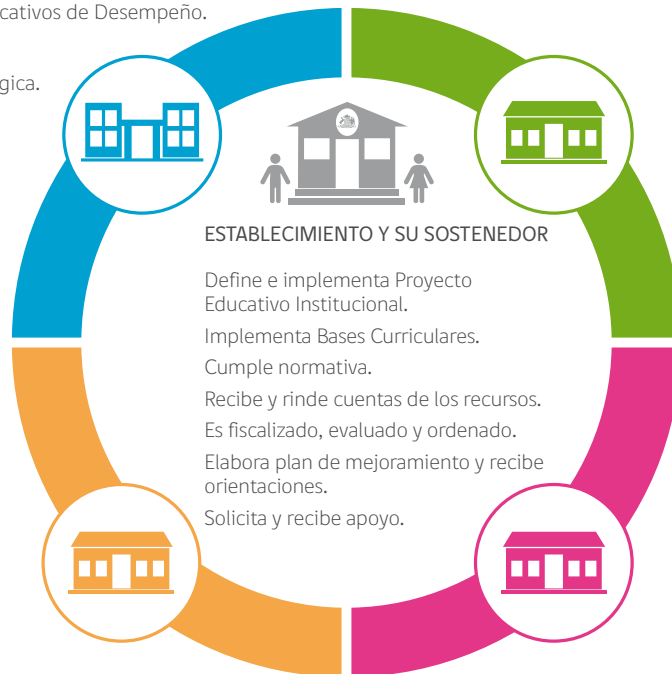 cativos de Desempeño.
gica.
ESTABLECIMIENTO Y SU SOSTENEDOR
Define e implementa Proyecto
Educativo Institucional.
Implementa Bases Curriculares.
Cumple normativa.
Recibe y rinde cuentas de los recursos.
Es fiscalizado, evaluado y ordenado.
Elabora plan de mejoramiento y recibe
orientaciones.
Solicita y recibe apoyo.